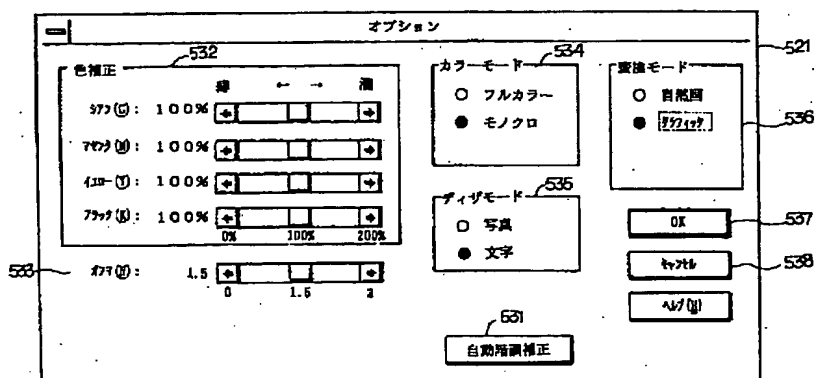 オプション
521
532
色補正
薄 ← → 濃
シアン(C): 100%
マゼンタ(M): 100%
イエロー(Y): 100%
ブラック(K): 100%
0% 100% 200%
533
ガンマ(G): 1.5
0 1.5 3
534
カラーモード
フルカラー
モノクロ
535
ディザモード
写真
文字
変換モード
自然画
グラフィック
536
OK
537
キャンセル
538
ヘルプ(H)
531
自動階調補正